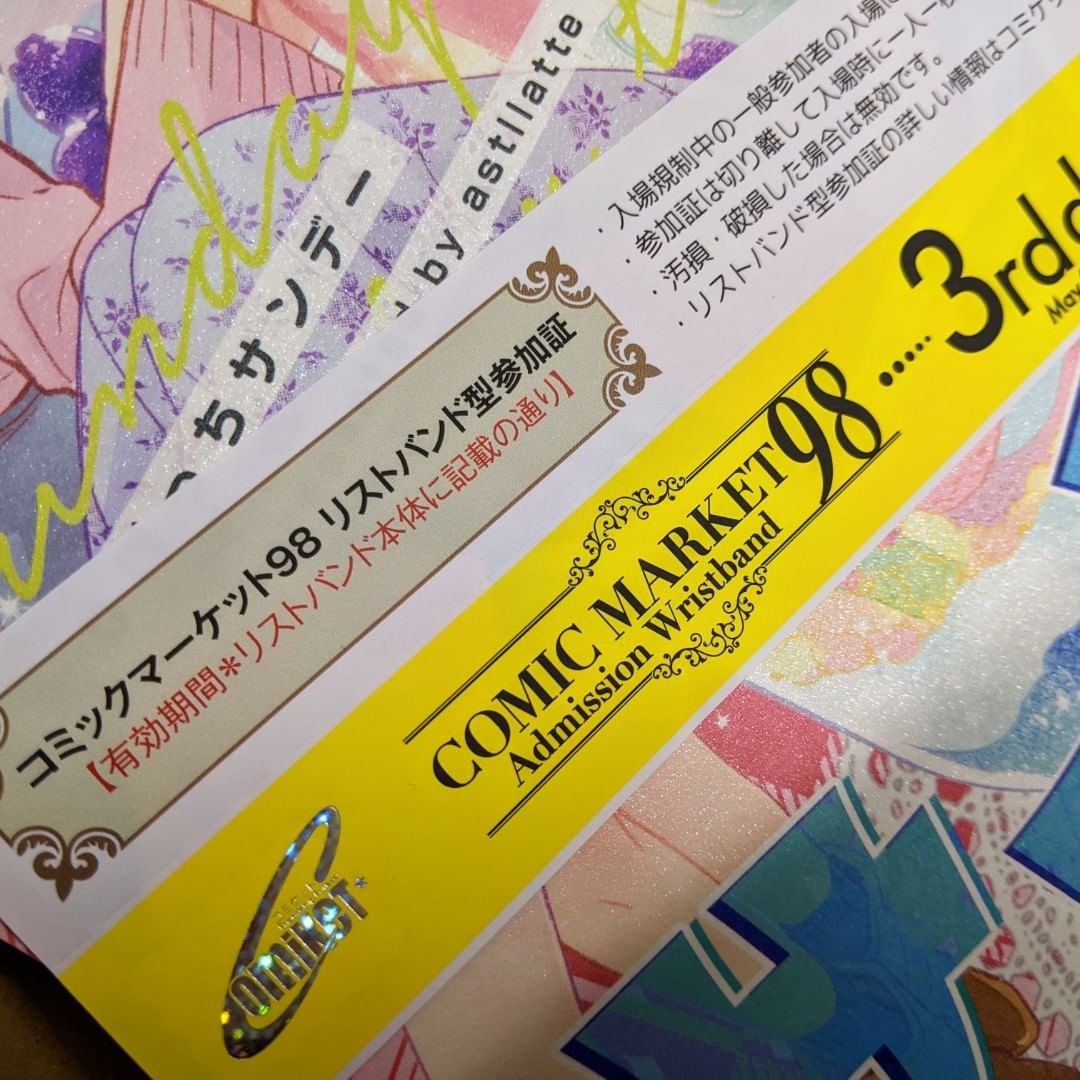 unday
ちサンデー
by astllatte
コミックマーケット98 リストバンド型参加証
【有効期間*リストバンド本体に記載の通り】
・入場規制中の一般参加者の入場に
・参加証は切り離して入場時に一人一枚
・汚損・破損した場合は無効です。
・リストバンド型参加証の詳しい情報はコミケッ
COMIC MARKET 98 ..... 3rd d
Admission Wristband
May
comiket